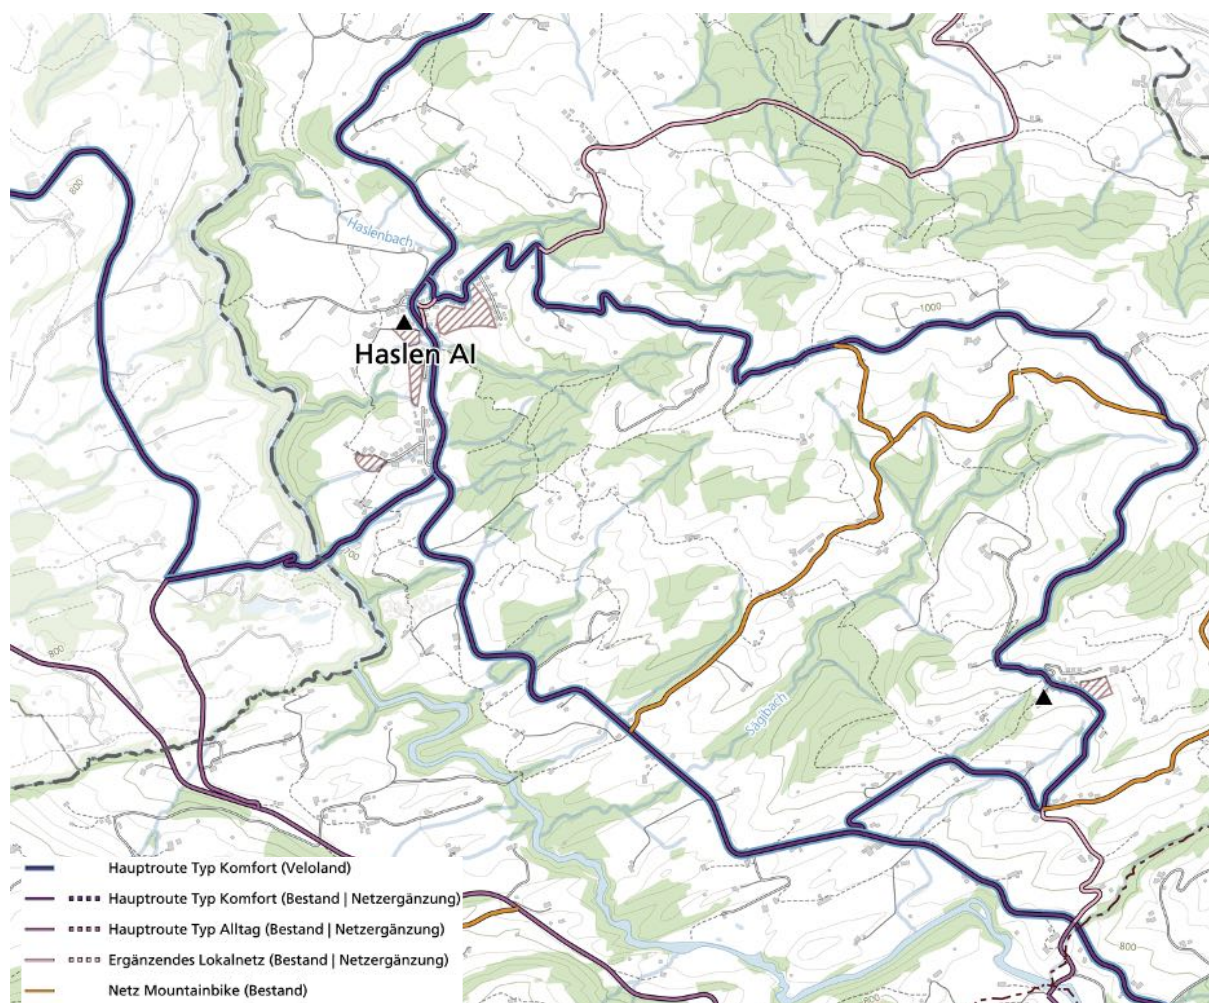 800
Haslenbach
1000
Haslen AI
700
800
Sägibach
800
Hauptroute Typ Komfort (Veloland)
Hauptroute Typ Komfort (Bestand | Netzergänzung)
Hauptroute Typ Alltag (Bestand | Netzergänzung)
Ergänzendes Lokalnetz (Bestand | Netzergänzung)
Netz Mountainbike (Bestand)